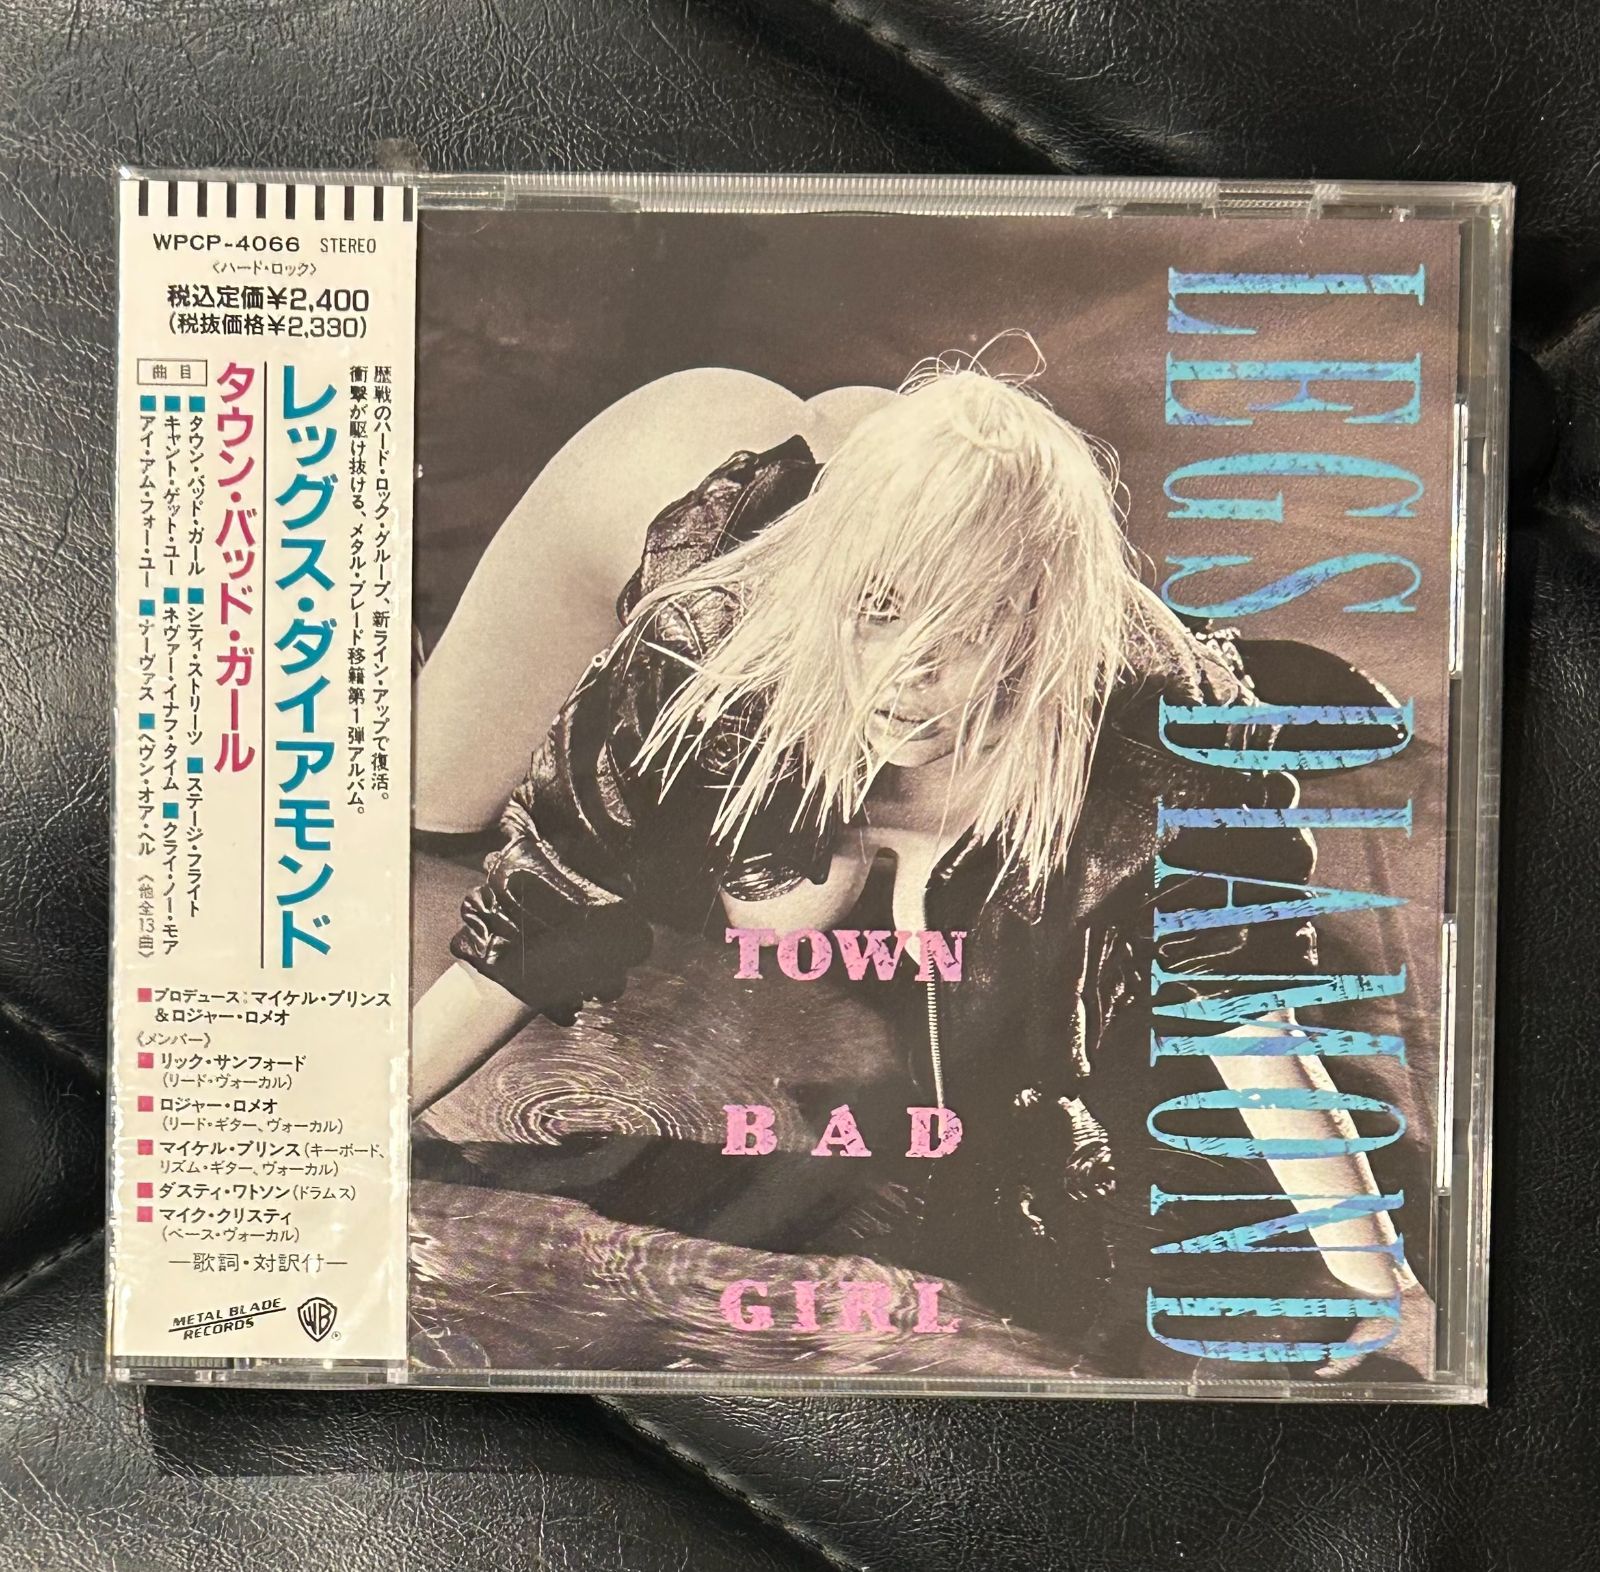 WPCP-4066 STEREO
〈ハード・ロック〉
税込定価¥2,400
(税抜価格¥2,330)
歴戦のハード・ロック・グループ、新ライン・アップで復活。
衝撃が駆け抜ける、メタル・ブレード移籍第1弾アルバム。
レッグス・ダイアモンド
タウン・バッド・ガール
曲目
■タウン・バッド・ガール ■シティ・ストリーツ ■ステージ・フライト
■キャント・ゲット・ユー ■ネヴァー・イナフ・タイム ■クライ・ノー・モア
■アイ・アム・フォー・ユー ■ナーヴァス ■ヘヴン・オア・ヘル 〈他全13曲〉
■プロデュース:マイケル・プリンス
&ロジャー・ロメオ
《メンバー》
■リック・サンフォード
(リード・ヴォーカル)
■ロジャー・ロメオ
(リード・ギター、ヴォーカル)
■マイケル・プリンス(キーボード、
リズム・ギター、ヴォーカル)
■ダスティ・ワトソン(ドラムス)
■マイク・クリスティ
(ベース・ヴォーカル)
—歌詞・対訳付—
METAL BLADE
RECORDS
WB
LEGS DIAMOND
TOWN
BAD
GIRL